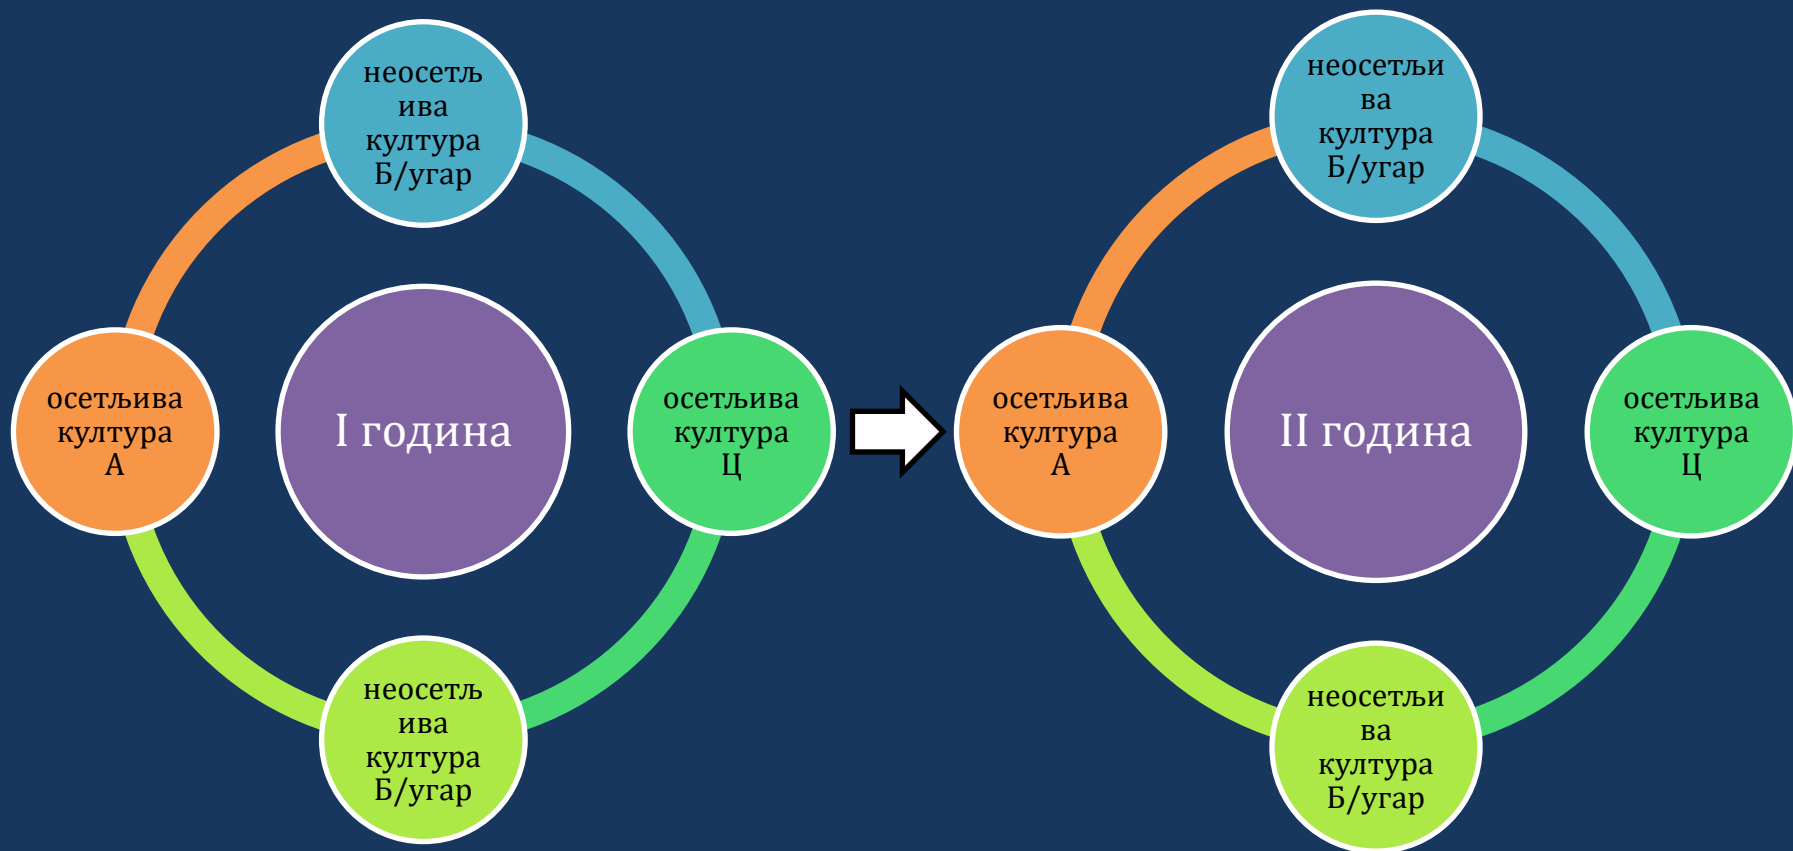 неосетљ
ива
култура
Б/угар
осетљива
култура
А
I година
осетљива
култура
Ц
неосетљ
ива
култура
Б/угар
неосетљи
ва
култура
Б/угар
осетљива
култура
А
II година
осетљива
култура
Ц
неосетљи
ва
култура
Б/угар